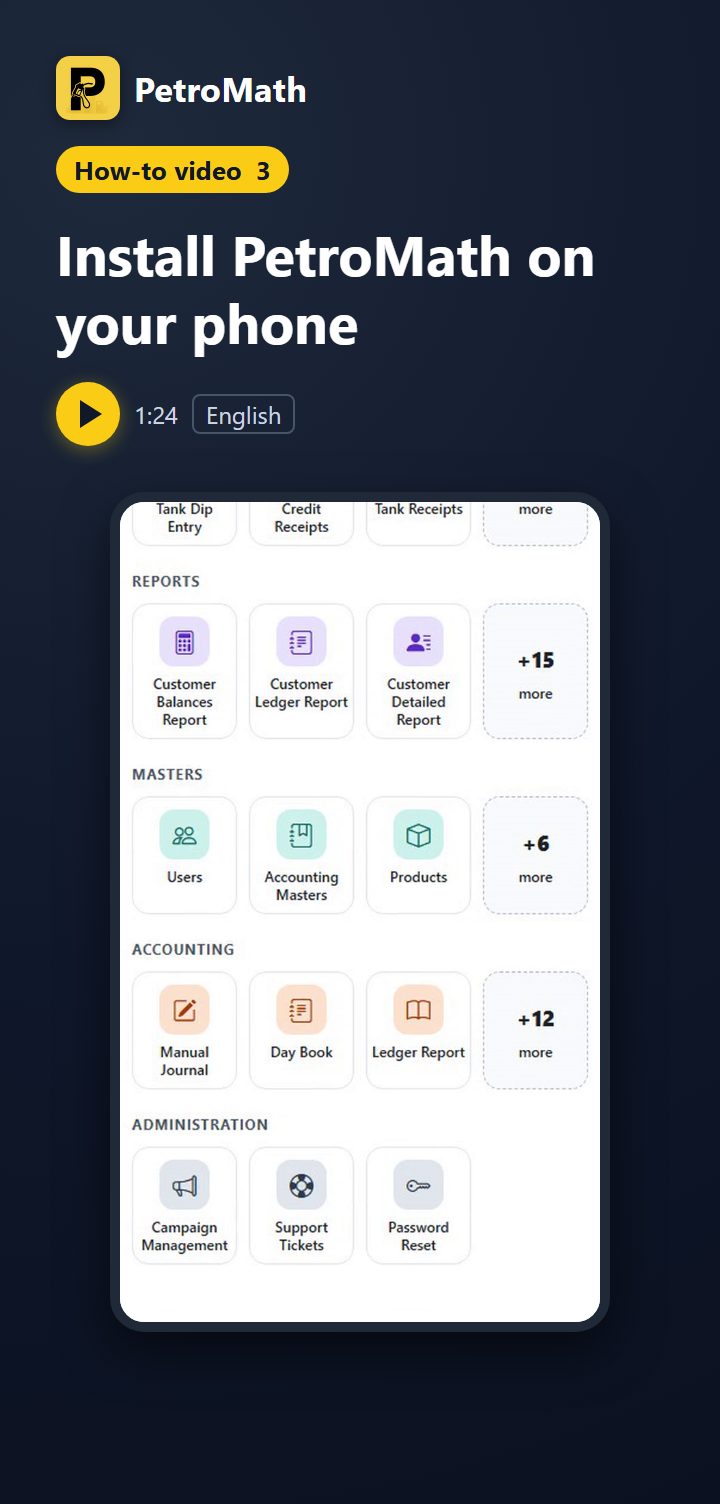 PetroMath
How-to video 3
Install PetroMath on
your phone
1:24 English
Tank Dip
Entry
Credit
Receipts
Tank Receipts
more
REPORTS
Customer
Balances
Report
Customer
Ledger Report
Customer
Detailed
Report
+15
more
MASTERS
Users
Accounting
Masters
Products
+6
more
ACCOUNTING
Manual
Journal
Day Book
Ledger Report
+12
more
ADMINISTRATION
Campaign
Management
Support
Tickets
Password
Reset